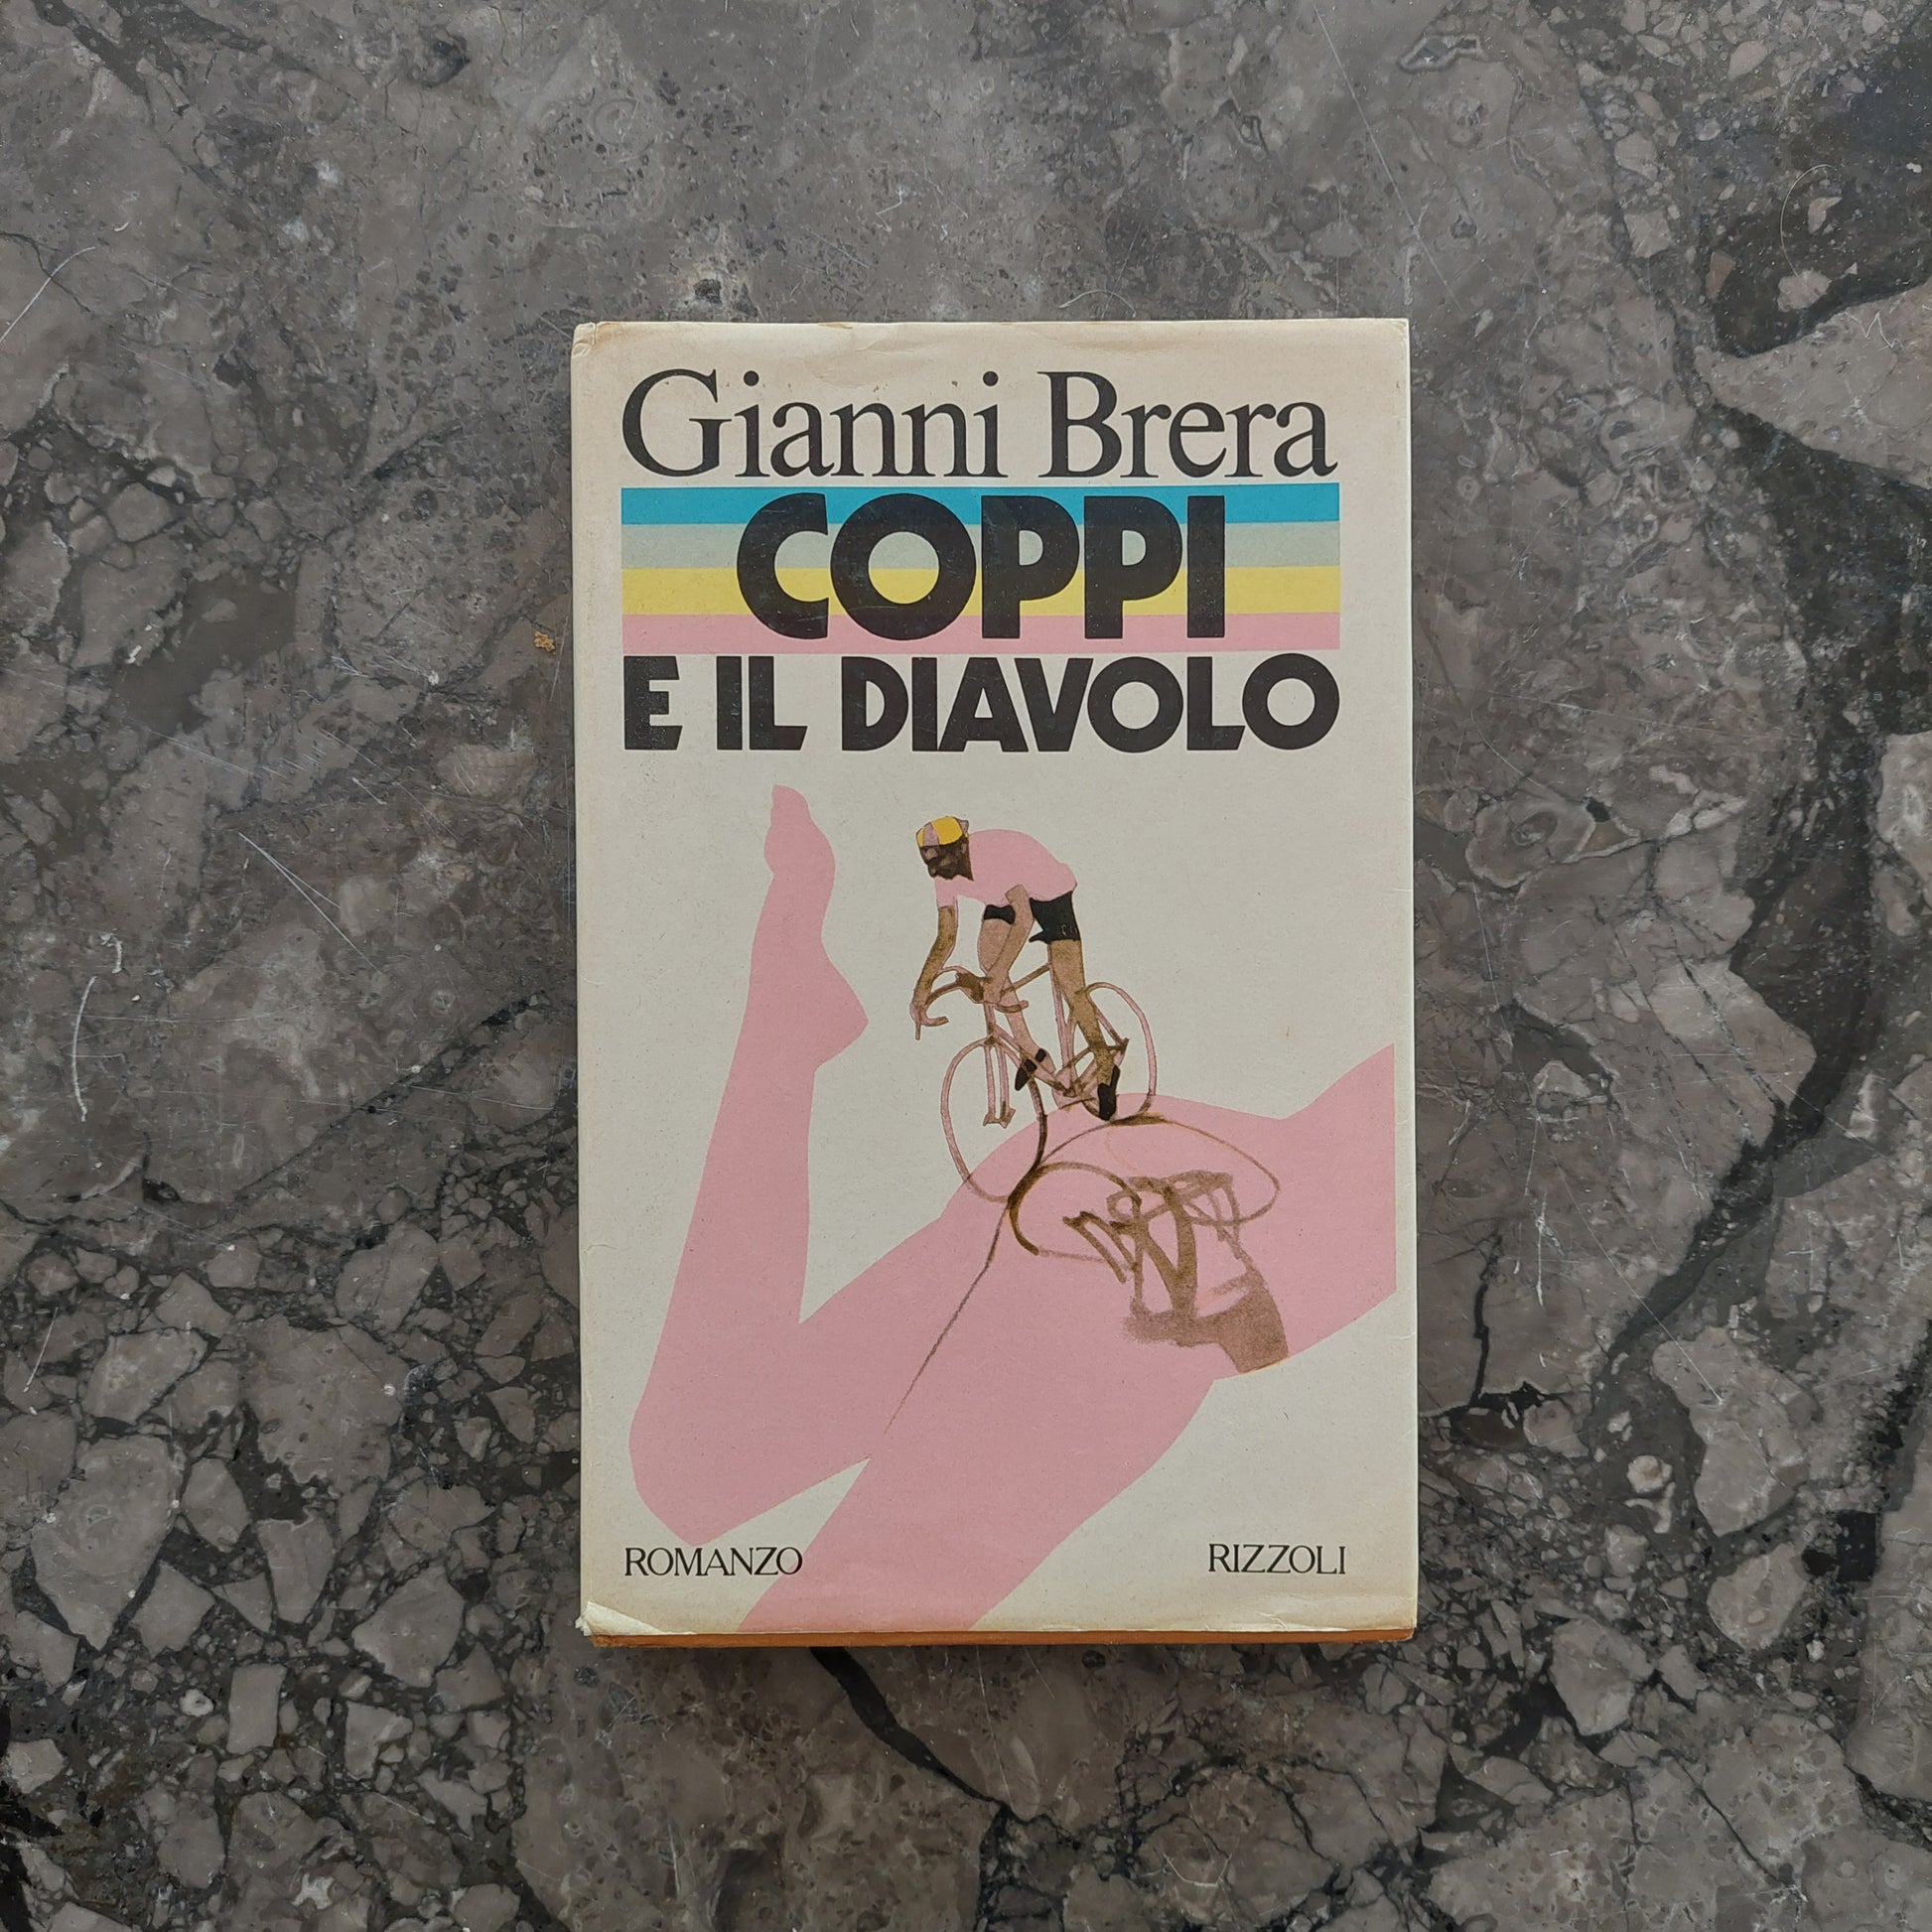 Gianni Brera
COPPI
E IL DIAVOLO
ROMANZO
RIZZOLI